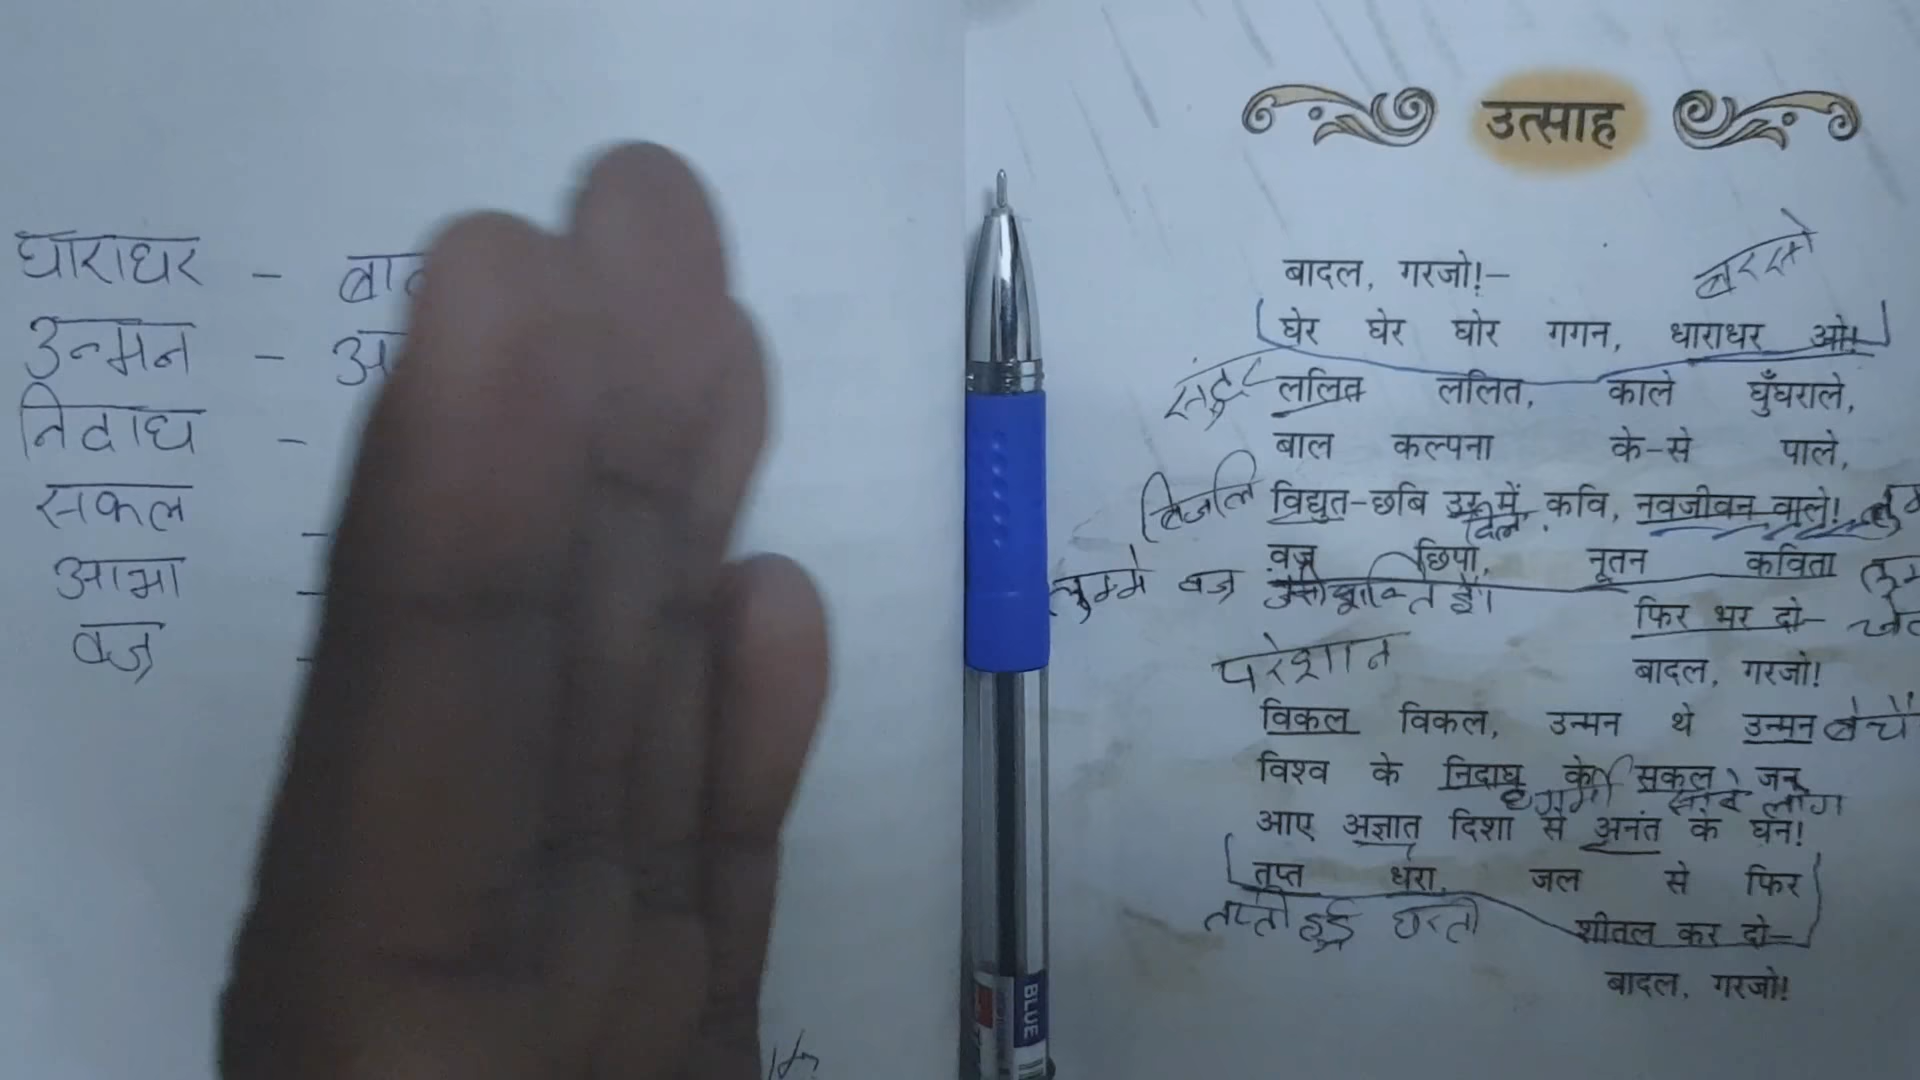 धाराधर -
उन्मन -
निदाघ -
सकल -
आभा -
वज्र -
उत्साह
बादल, गरजो!–
बरसो
घेर घेर घोर गगन, धाराधर ओ!
सुंदर
ललित ललित, काले घुँघराले,
बाल कल्पना के-से पाले,
बिजलि
विद्युत-छबि उर में, कवि, नवजीवन वाले!
दिल
वज्र छिपा, नूतन कविता
तुममे वज्र
फिर भर दो–
बादल, गरजो!
परेशान
विकल विकल, उन्मन थे उन्मन
विश्व के निदाघ के सकल जन,
गर्मी सारे लोग
आए अज्ञात दिशा से अनंत के घन!
तप्त धरा, जल से फिर
तप्ती हुई धरती
शीतल कर दो–
बादल, गरजो!
BLUE